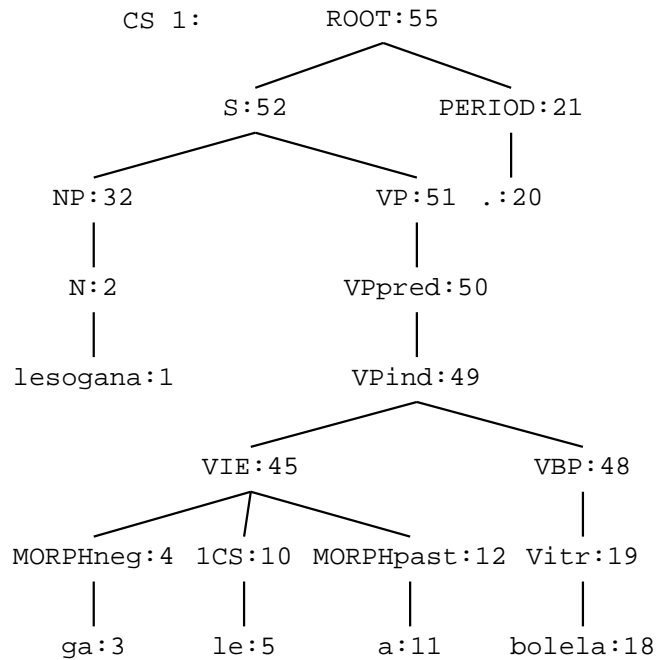 CS 1: ROOT:55
S:52 PERIOD:21
NP:32 VP:51 .:20
N:2 VPpred:50
lesogana:1 VPind:49
VIE:45 VBP:48
MORPHneg:4 1CS:10 MORPHpast:12 Vitr:19
ga:3 le:5 a:11 bolela:18